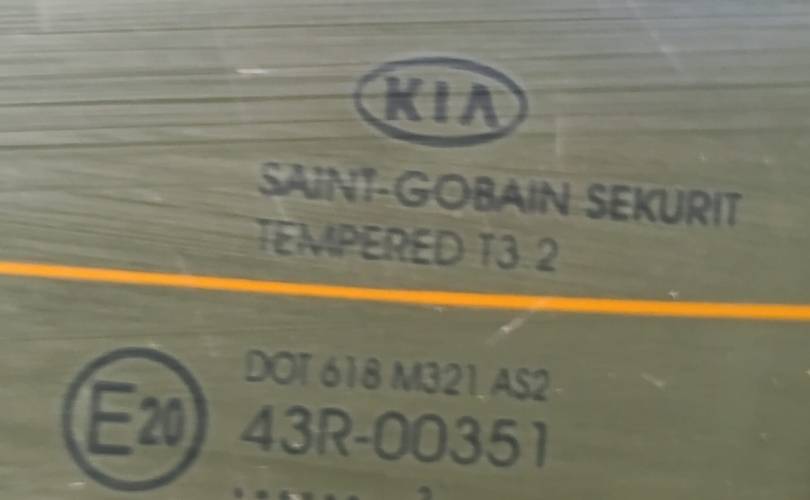 KIA
SAINT-GOBAIN SEKURIT
TEMPERED T3.2
DOT 618 M321 AS2
E20
43R-00351